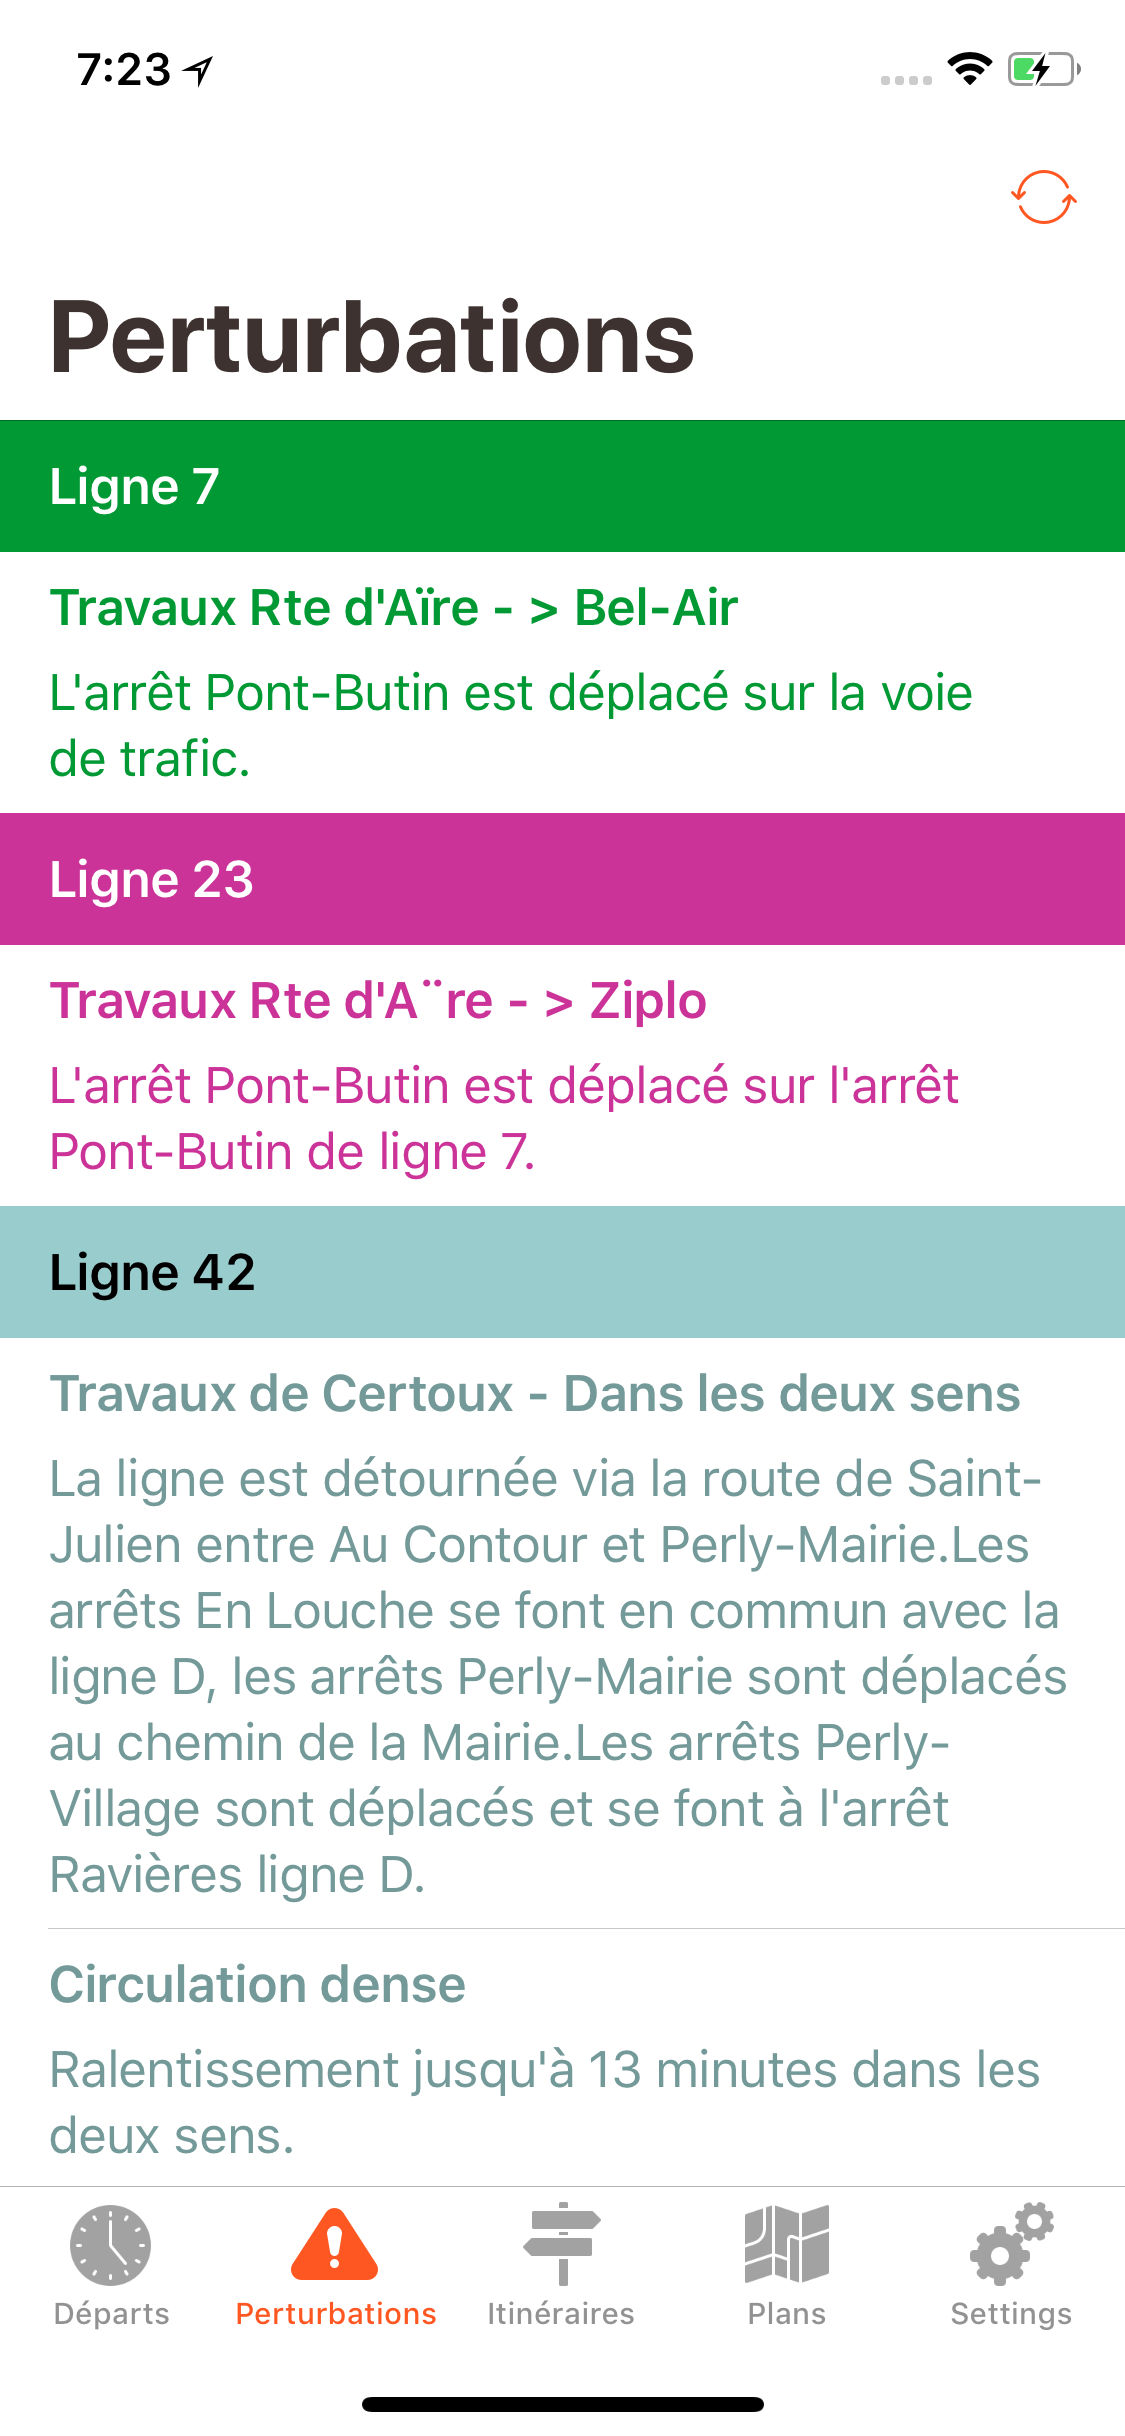 7:23
Perturbations
Ligne 7
Travaux Rte d'Aïre - > Bel-Air
L'arrêt Pont-Butin est déplacé sur la voie
de trafic.
Ligne 23
Travaux Rte d'A¨re - > Ziplo
L'arrêt Pont-Butin est déplacé sur l'arrêt
Pont-Butin de ligne 7.
Ligne 42
Travaux de Certoux - Dans les deux sens
La ligne est détournée via la route de Saint-
Julien entre Au Contour et Perly-Mairie.Les
arrêts En Louche se font en commun avec la
ligne D, les arrêts Perly-Mairie sont déplacés
au chemin de la Mairie.Les arrêts Perly-
Village sont déplacés et se font à l'arrêt
Ravières ligne D.
Circulation dense
Ralentissement jusqu'à 13 minutes dans les
deux sens.
Départs Perturbations Itinéraires Plans Settings